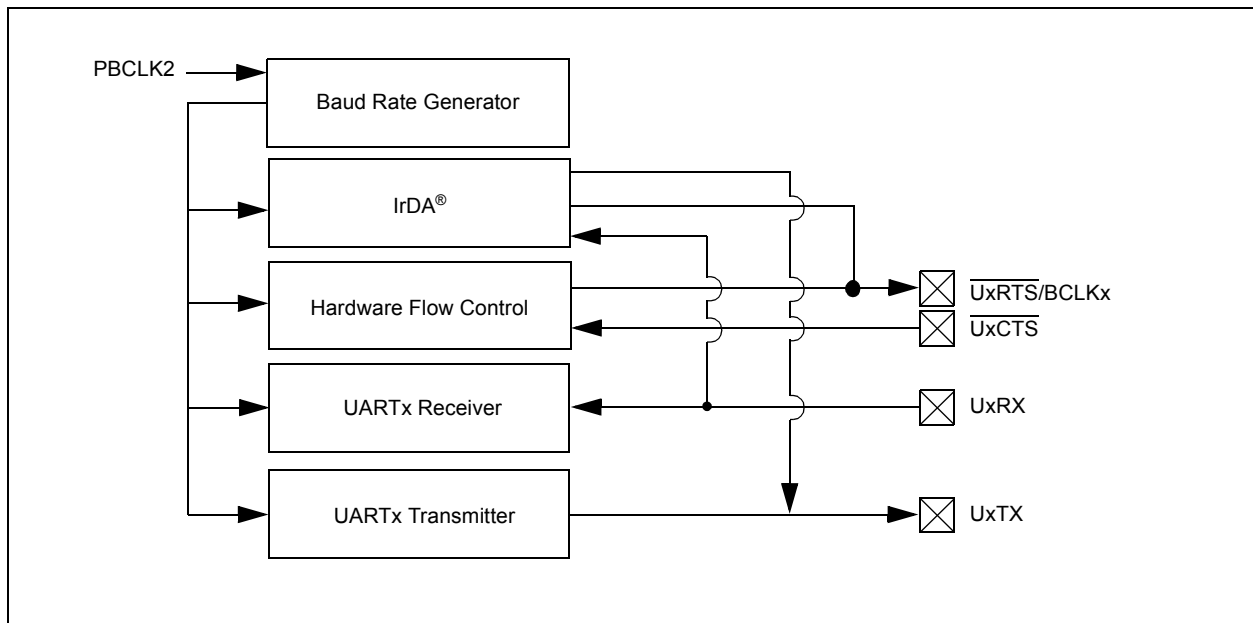 PBCLK2
Baud Rate Generator
IrDA®
Hardware Flow Control
UxRTS/BCLKx
UxCTS
UARTx Receiver
UxRX
UARTx Transmitter
UxTX